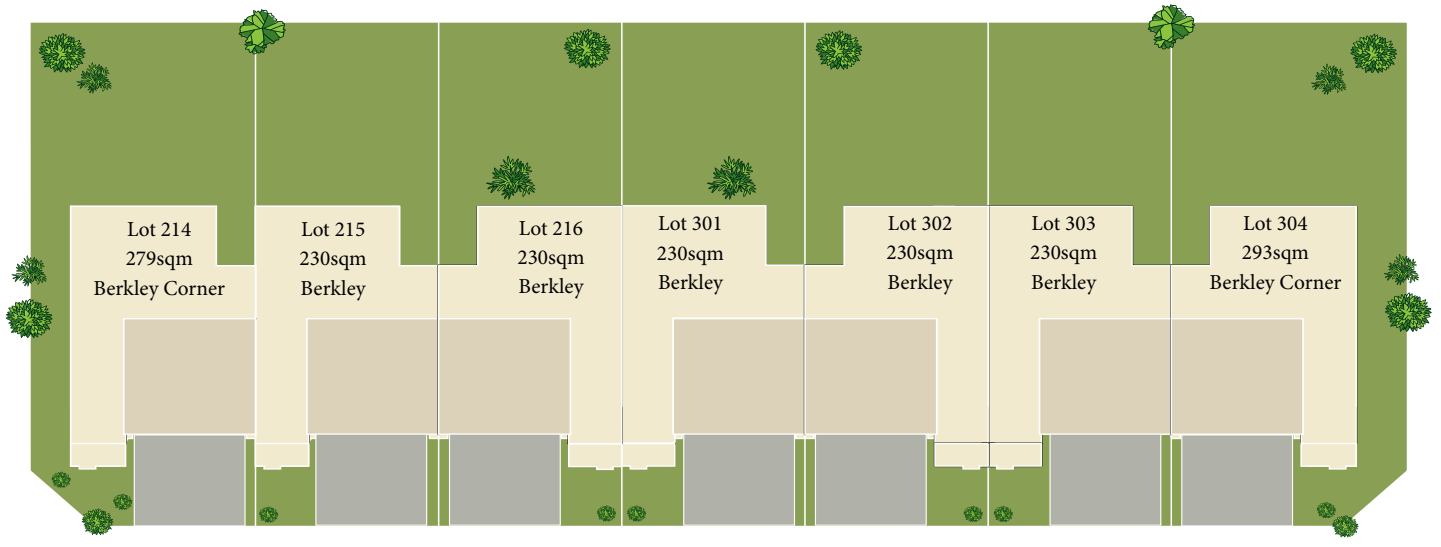 Lot 214
279sqm
Berkley Corner
Lot 215
230sqm
Berkley
Lot 216
230sqm
Berkley
Lot 301
230sqm
Berkley
Lot 302
230sqm
Berkley
Lot 303
230sqm
Berkley
Lot 304
293sqm
Berkley Corner